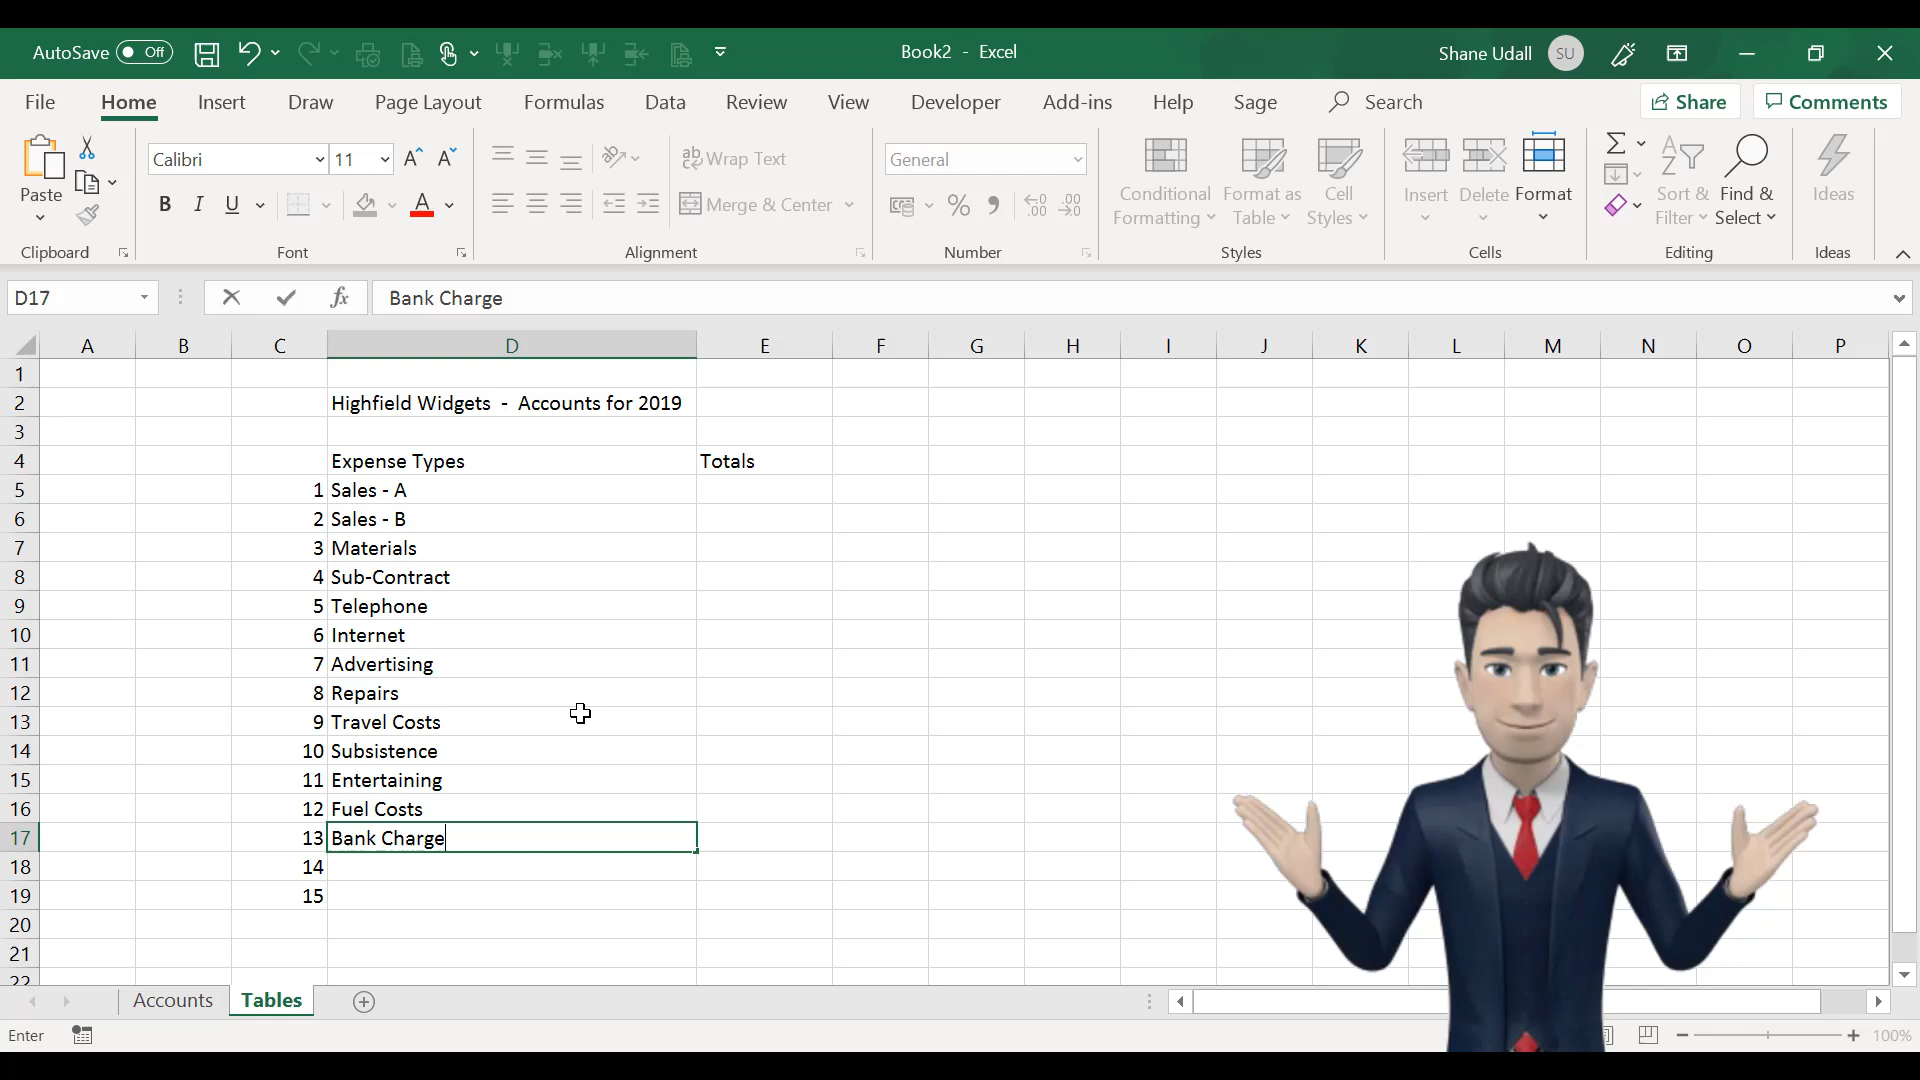 AutoSave Off
Book2 - Excel
Shane Udall SU
File Home Insert Draw Page Layout Formulas Data Review View Developer Add-ins Help Sage Search Share Comments
Paste
Clipboard
Calibri 11
B I U A
Font
ab Wrap Text
Merge & Center
Alignment
General
%
Number
Conditional Formatting
Format as Table
Cell Styles
Styles
Insert Delete Format
Cells
Sort & Filter
Find & Select
Editing
Ideas
Ideas
D17 fx Bank Charge
A B C D E F G H I J K L M N O P
1
2 Highfield Widgets - Accounts for 2019
3
4 Expense Types Totals
5 1 Sales - A
6 2 Sales - B
7 3 Materials
8 4 Sub-Contract
9 5 Telephone
10 6 Internet
11 7 Advertising
12 8 Repairs
13 9 Travel Costs
14 10 Subsistence
15 11 Entertaining
16 12 Fuel Costs
17 13 Bank Charge
18 14
19 15
20
21
22
Accounts Tables
Enter 100%